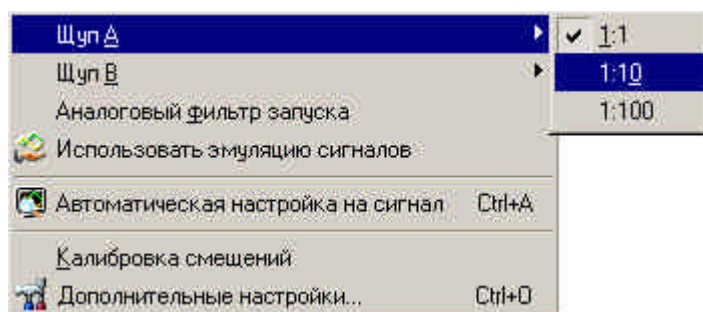 Щуп A
1:1
Щуп B
1:10
Аналоговый фильтр запуска
1:100
Использовать эмуляцию сигналов
Автоматическая настройка на сигнал Ctrl+A
Калибровка смещений
Дополнительные настройки... Ctrl+O